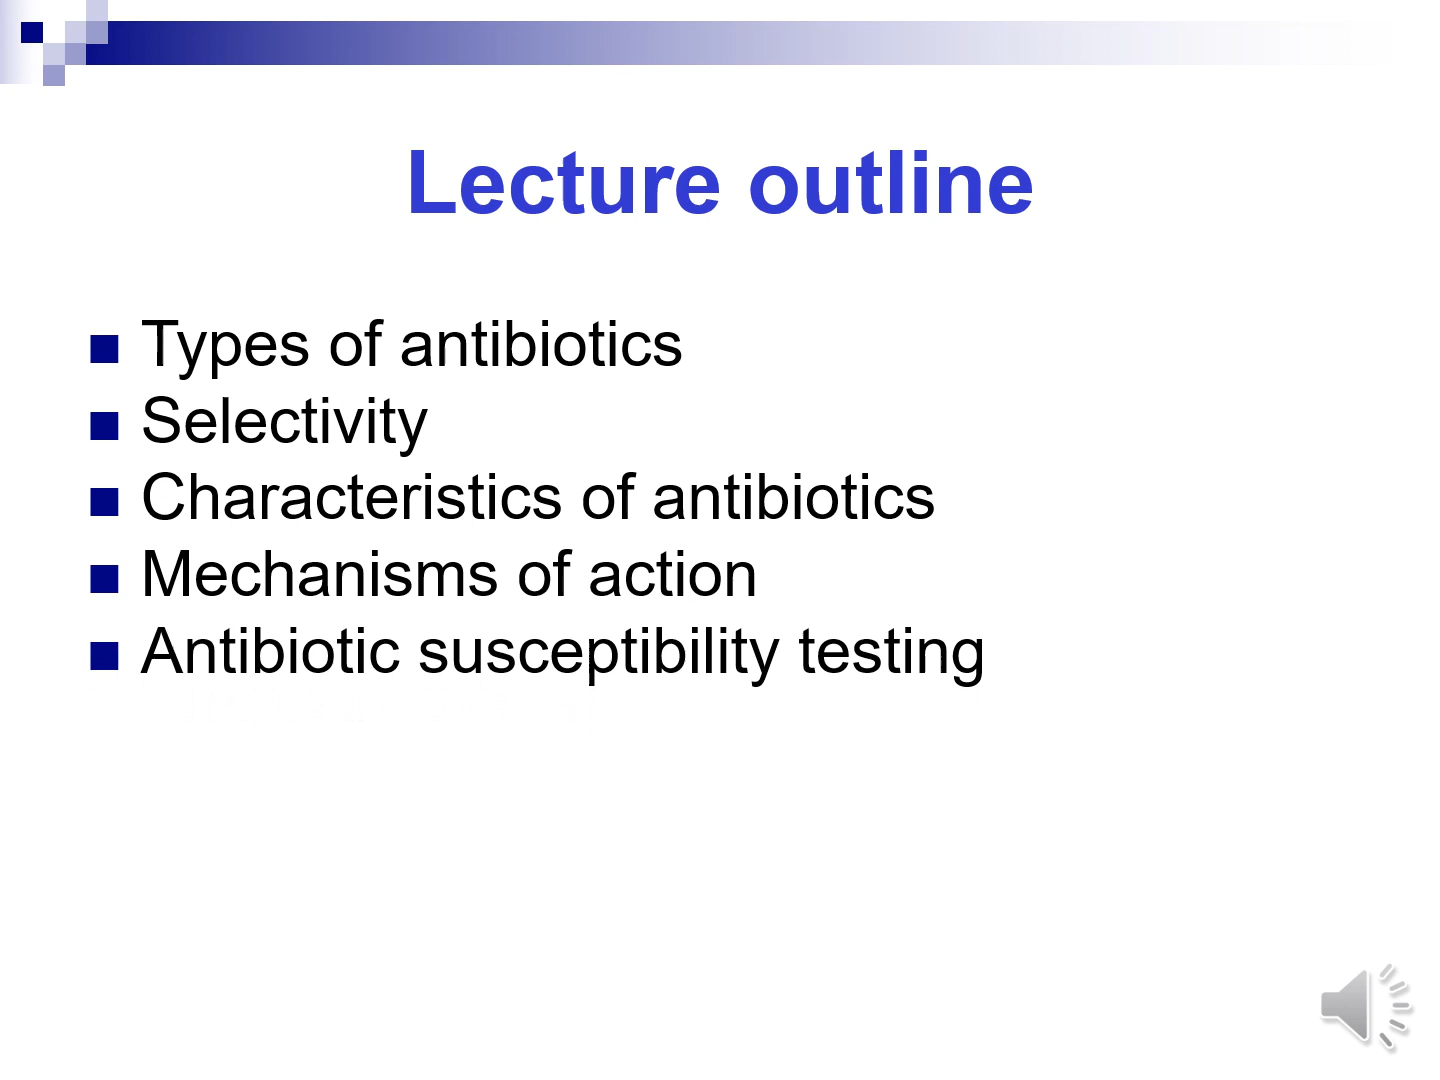 Lecture outline
Types of antibiotics
Selectivity
Characteristics of antibiotics
Mechanisms of action
Antibiotic susceptibility testing